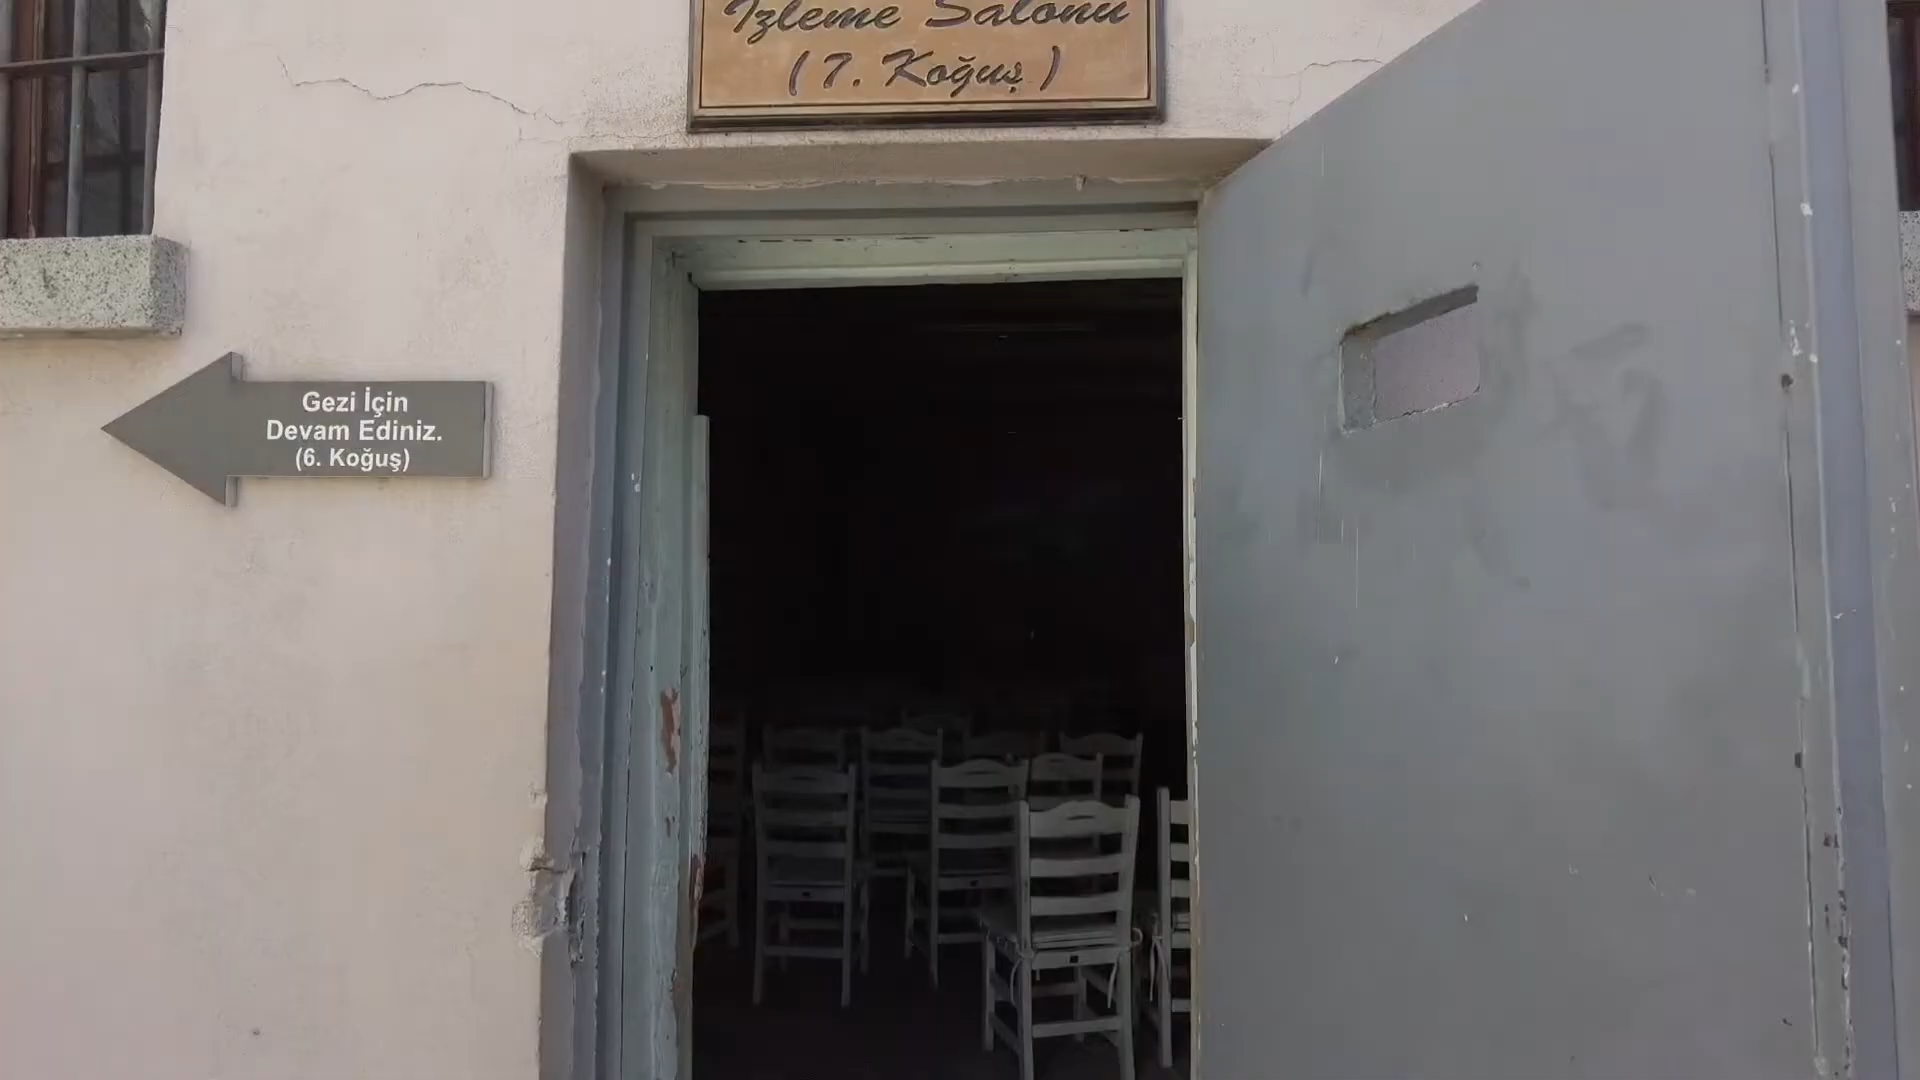 İzleme Salonu
(7. Koğuş)
Gezi İçin
Devam Ediniz.
(6. Koğuş)